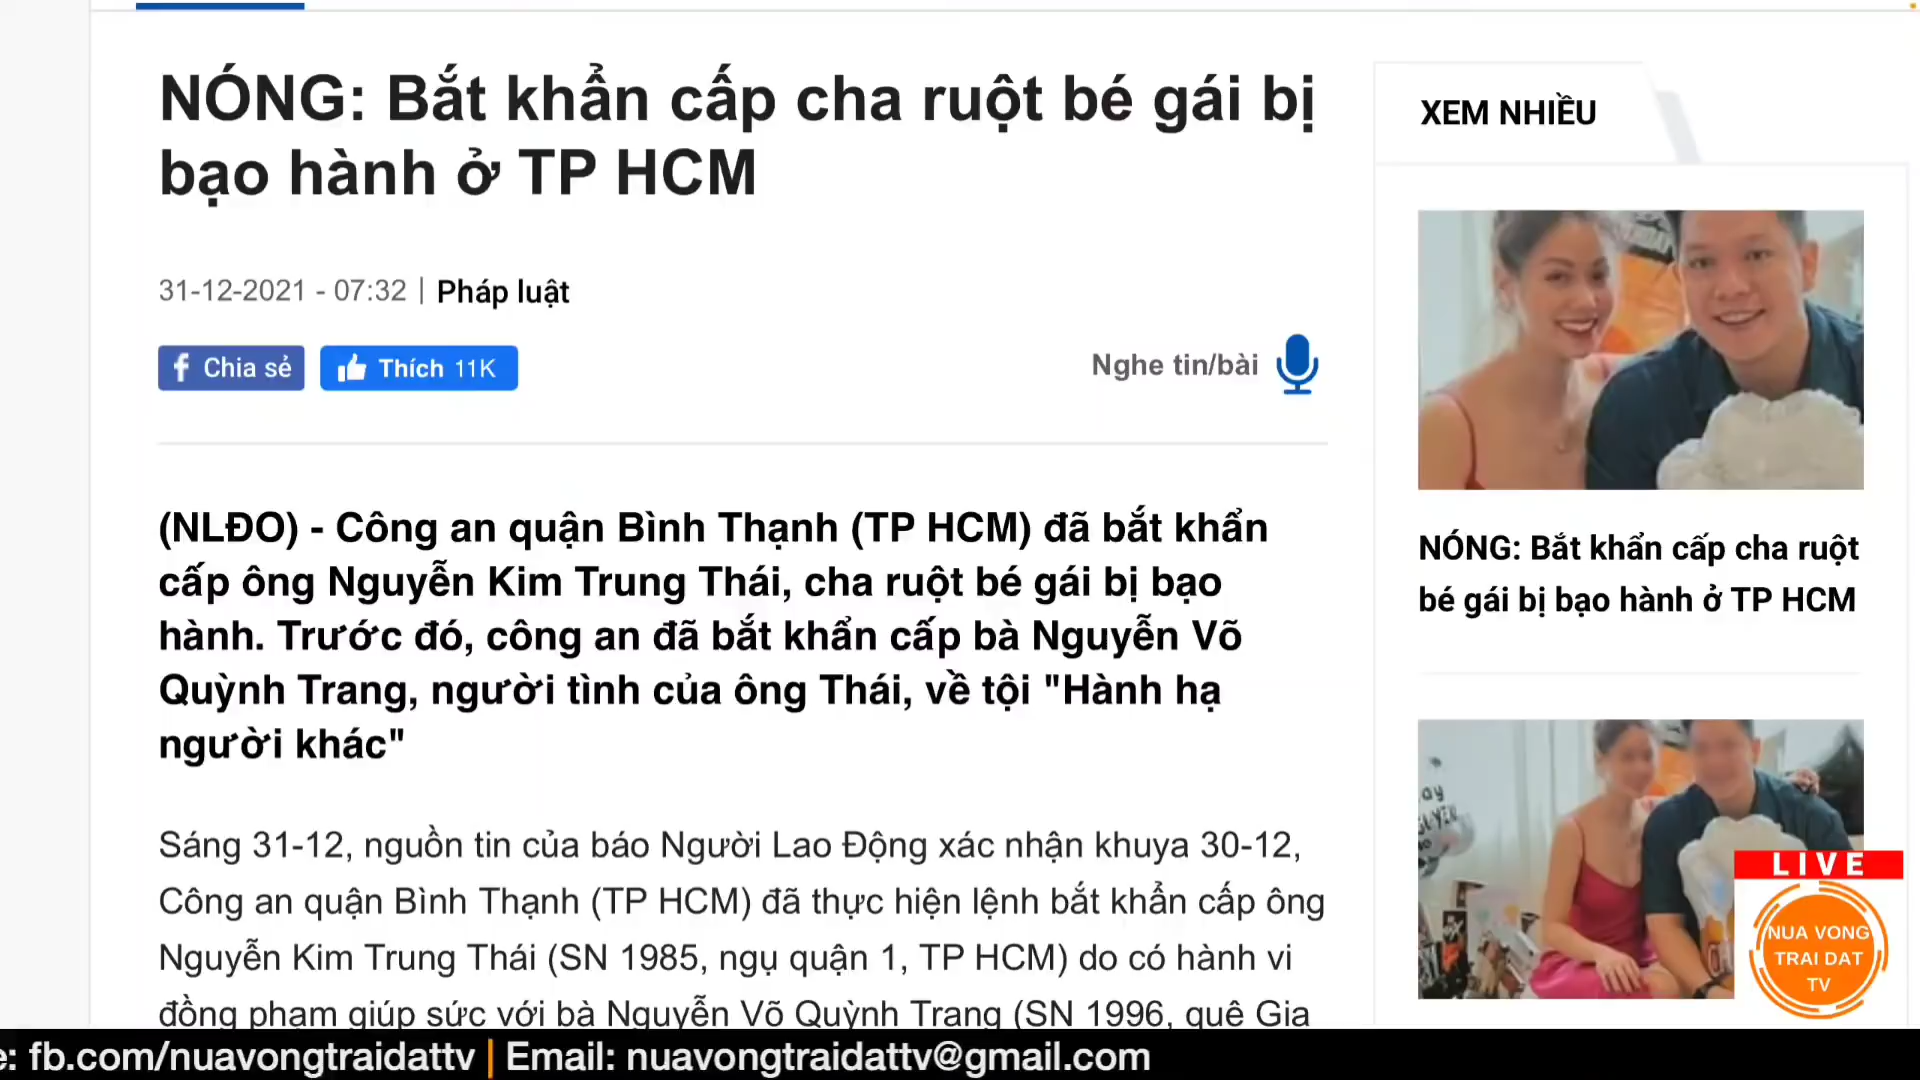 NÓNG: Bắt khẩn cấp cha ruột bé gái bị
bạo hành ở TP HCM
31-12-2021 - 07:32 | Pháp luật
Chia sẻ
Thích 11K
Nghe tin/bài
(NLĐO) - Công an quận Bình Thạnh (TP HCM) đã bắt khẩn
cấp ông Nguyễn Kim Trung Thái, cha ruột bé gái bị bạo
hành. Trước đó, công an đã bắt khẩn cấp bà Nguyễn Võ
Quỳnh Trang, người tình của ông Thái, về tội "Hành hạ
người khác"
Sáng 31-12, nguồn tin của báo Người Lao Động xác nhận khuya 30-12,
Công an quận Bình Thạnh (TP HCM) đã thực hiện lệnh bắt khẩn cấp ông
Nguyễn Kim Trung Thái (SN 1985, ngụ quận 1, TP HCM) do có hành vi
đồng phạm giúp sức với bà Nguyễn Võ Quỳnh Trang (SN 1996, quê Gia
XEM NHIỀU
NÓNG: Bắt khẩn cấp cha ruột
bé gái bị bạo hành ở TP HCM
LIVE
NUA VONG
TRAI DAT
TV
e: fb.com/nuavongtraidattv | Email: nuavongtraidattv@gmail.com